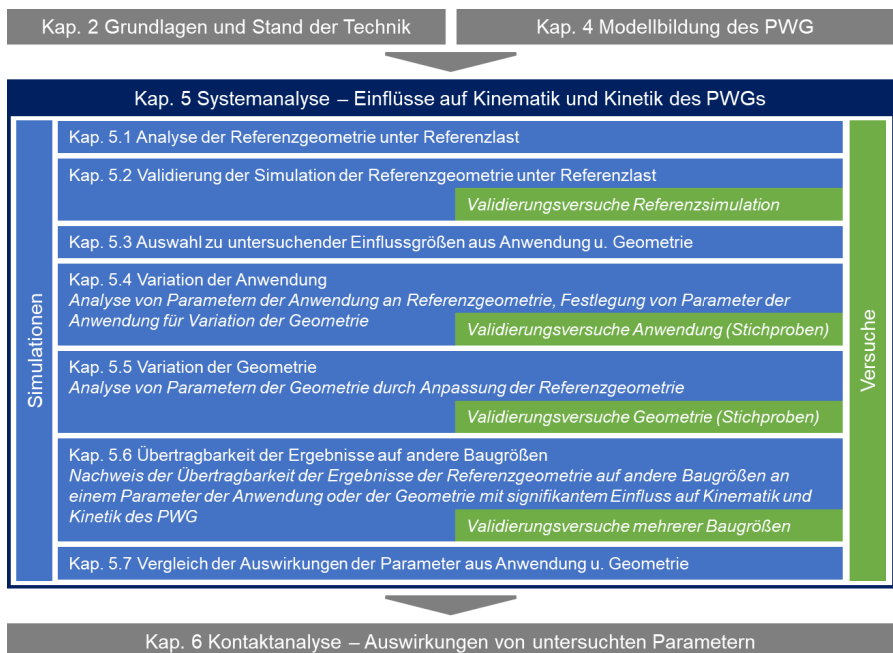 Kap. 2 Grundlagen und Stand der Technik
Kap. 4 Modellbildung des PWG
Kap. 5 Systemanalyse – Einflüsse auf Kinematik und Kinetik des PWGs
Simulationen
Kap. 5.1 Analyse der Referenzgeometrie unter Referenzlast
Kap. 5.2 Validierung der Simulation der Referenzgeometrie unter Referenzlast
Validierungsversuche Referenzsimulation
Kap. 5.3 Auswahl zu untersuchender Einflussgrößen aus Anwendung u. Geometrie
Kap. 5.4 Variation der Anwendung
Analyse von Parametern der Anwendung an Referenzgeometrie, Festlegung von Parameter der
Anwendung für Variation der Geometrie
Validierungsversuche Anwendung (Stichproben)
Kap. 5.5 Variation der Geometrie
Analyse von Parametern der Geometrie durch Anpassung der Referenzgeometrie
Validierungsversuche Geometrie (Stichproben)
Kap. 5.6 Übertragbarkeit der Ergebnisse auf andere Baugrößen
Nachweis der Übertragbarkeit der Ergebnisse der Referenzgeometrie auf andere Baugrößen an
einem Parameter der Anwendung oder der Geometrie mit signifikantem Einfluss auf Kinematik und
Kinetik des PWG
Validierungsversuche mehrerer Baugrößen
Kap. 5.7 Vergleich der Auswirkungen der Parameter aus Anwendung u. Geometrie
Versuche
Kap. 6 Kontaktanalyse – Auswirkungen von untersuchten Parametern